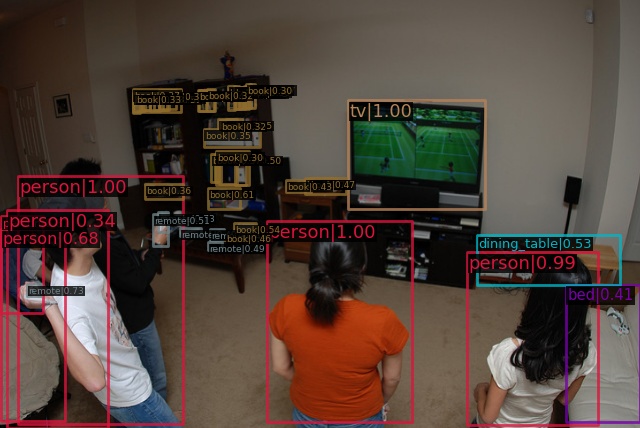 book|0.30
book|0.33
book|0.3
tv|1.00
book|0.35
book|0.30
.50
person|1.00
book|0.36
book|0.43
0.47
book|0.61
person|0.34
remote|0.51
person|1.00
book|0.54
person|0.68
book|0.46
dining_table|0.53
remote|0.49
person|0.99
remote|0.73
bed|0.41